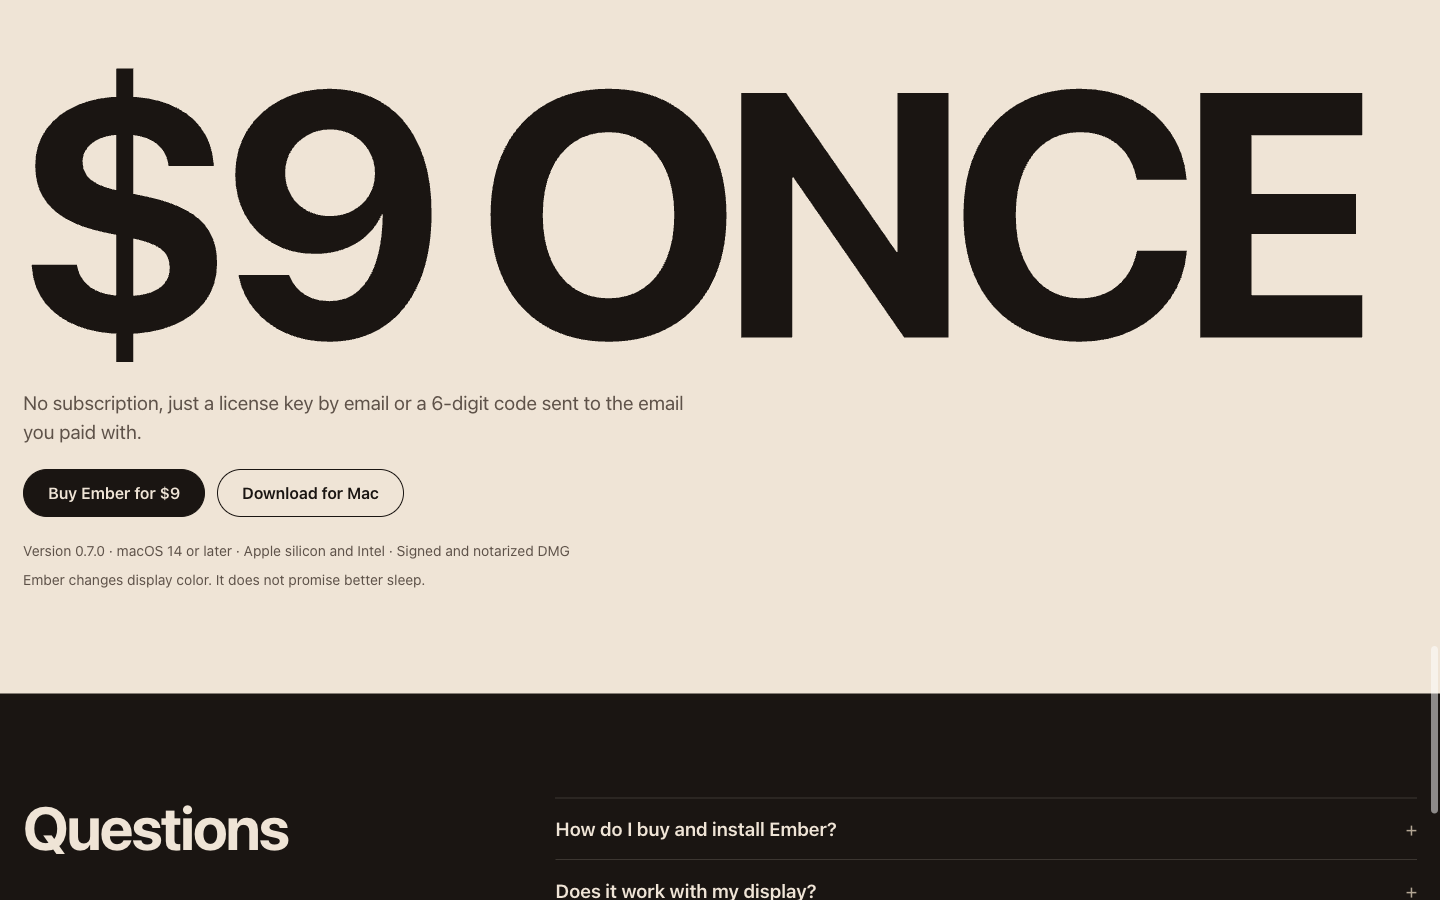 $9 ONCE
No subscription, just a license key by email or a 6-digit code sent to the email
you paid with.
Buy Ember for $9
Download for Mac
Version 0.7.0 · macOS 14 or later · Apple silicon and Intel · Signed and notarized DMG
Ember changes display color. It does not promise better sleep.
Questions
How do I buy and install Ember?
+
Does it work with my display?
+